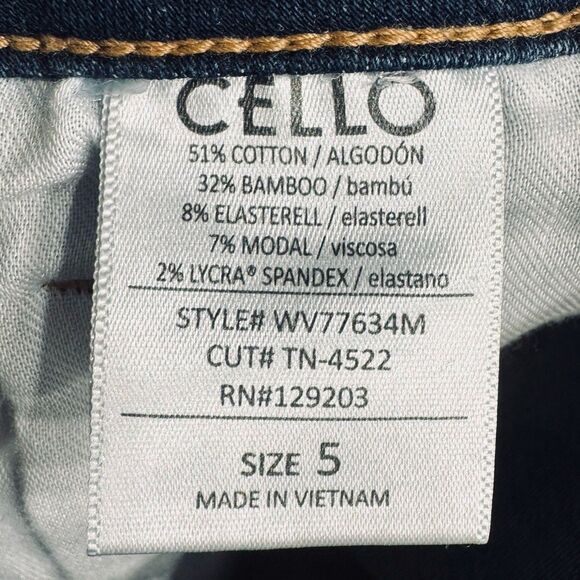 CELLO
51% COTTON / ALGODÓN
32% BAMBOO / bambú
8% ELASTERELL / elasterell
7% MODAL / viscosa
2% LYCRA® SPANDEX / elastano
STYLE# WV77634M
CUT# TN-4522
RN#129203
SIZE 5
MADE IN VIETNAM